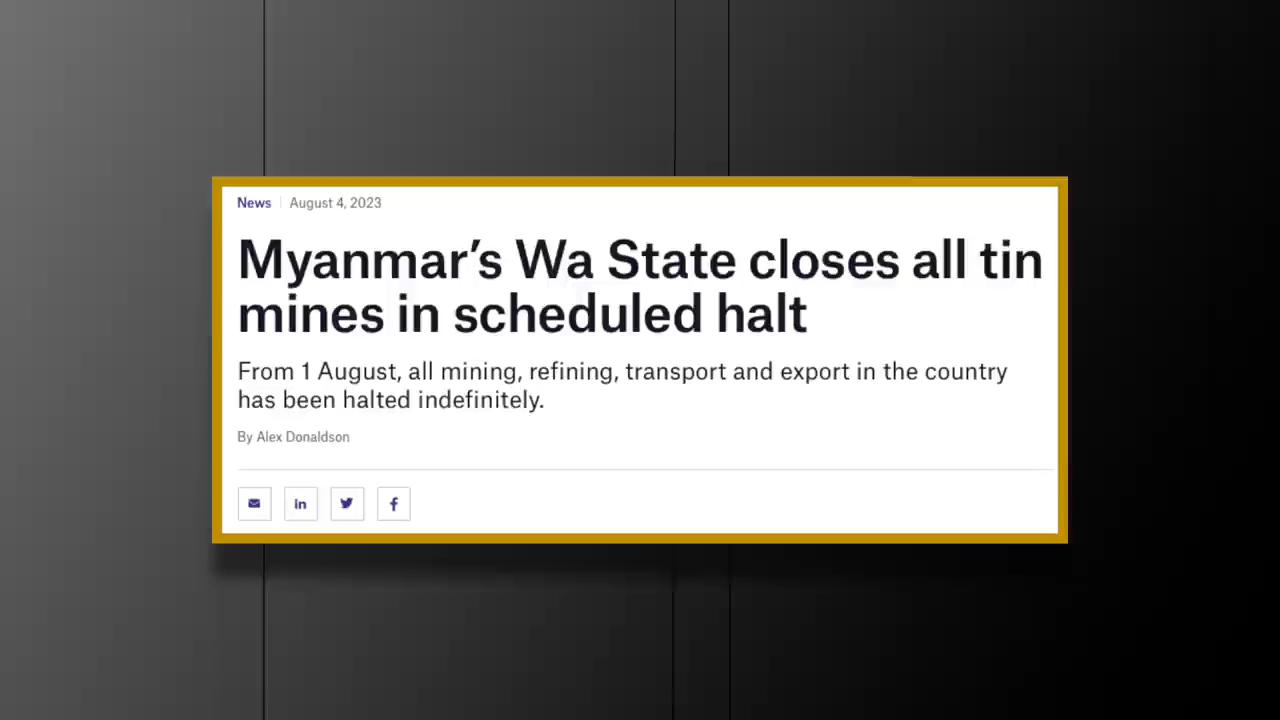 News | August 4, 2023
Myanmar’s Wa State closes all tin
mines in scheduled halt
From 1 August, all mining, refining, transport and export in the country
has been halted indefinitely.
By Alex Donaldson
in f